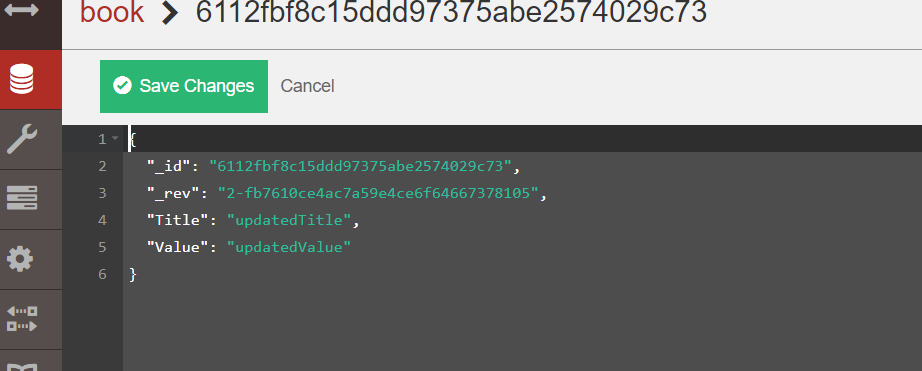 book > 6112fbf8c15ddd97375abe2574029c73
Save Changes Cancel
1 {
2 "_id": "6112fbf8c15ddd97375abe2574029c73",
3 "_rev": "2-fb7610ce4ac7a59e4ce6f64667378105",
4 "Title": "updatedTitle",
5 "Value": "updatedValue"
6 }